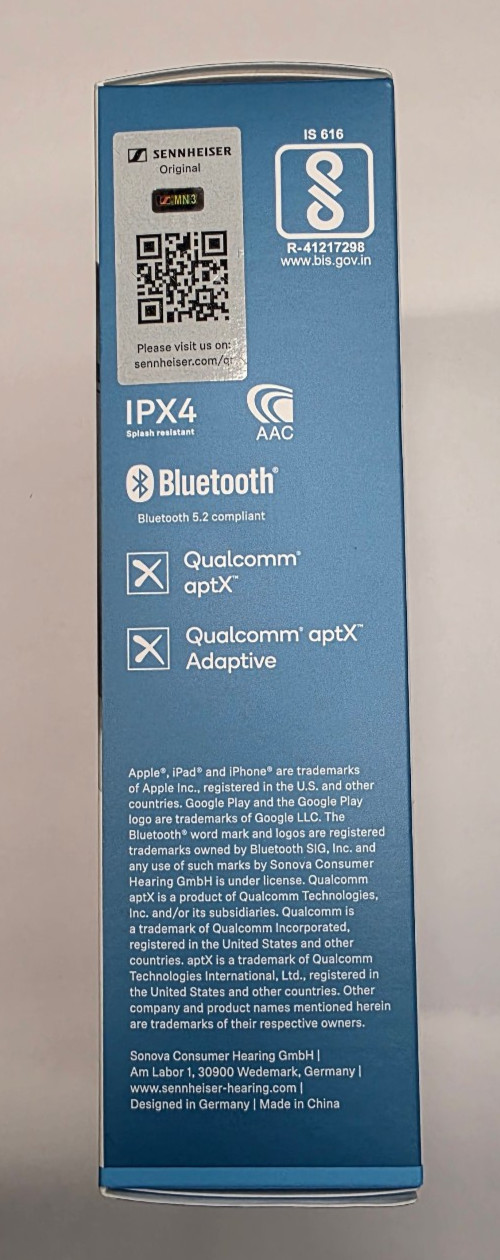 SENNHEISER
Original
MN3
Please visit us on:
sennheiser.com/qr
IS 616
R-41217298
www.bis.gov.in
IPX4
Splash resistant
AAC
Bluetooth®
Bluetooth 5.2 compliant
Qualcomm®
aptX™
Qualcomm® aptX™
Adaptive
Apple®, iPad® and iPhone® are trademarks
of Apple Inc., registered in the U.S. and other
countries. Google Play and the Google Play
logo are trademarks of Google LLC. The
Bluetooth® word mark and logos are registered
trademarks owned by Bluetooth SIG, Inc. and
any use of such marks by Sonova Consumer
Hearing GmbH is under license. Qualcomm
aptX is a product of Qualcomm Technologies,
Inc. and/or its subsidiaries. Qualcomm is
a trademark of Qualcomm Incorporated,
registered in the United States and other
countries. aptX is a trademark of Qualcomm
Technologies International, Ltd., registered in
the United States and other countries. Other
company and product names mentioned herein
are trademarks of their respective owners.
Sonova Consumer Hearing GmbH |
Am Labor 1, 30900 Wedemark, Germany |
www.sennheiser-hearing.com |
Designed in Germany | Made in China